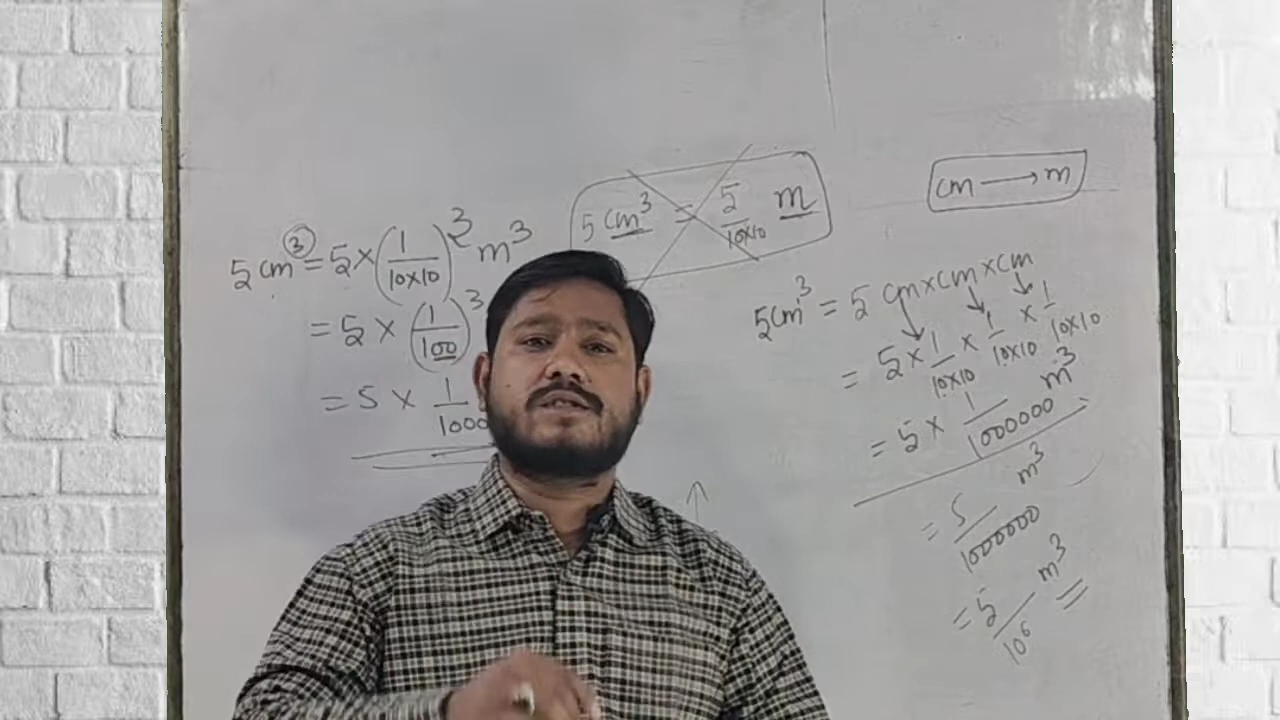 5 cm³ = 5 × (1/10×10)³ m³
= 5 × (1/100)³
= 5 × 1/1000
5 cm³ = 5/10×10 m
cm → m
5cm³ = 5 cm×cm×cm
= 5 × 1/10×10 × 1/10×10 × 1/10×10
= 5 × 1/1000000 m³
= 5/1000000 m³
= 5/10⁶ m³